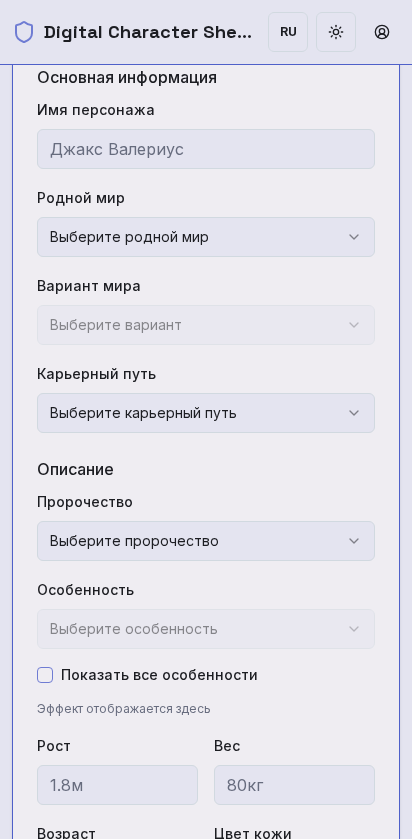 Digital Character She...
RU
Основная информация
Имя персонажа
Джакс Валериус
Родной мир
Выберите родной мир
Вариант мира
Выберите вариант
Карьерный путь
Выберите карьерный путь
Описание
Пророчество
Выберите пророчество
Особенность
Выберите особенность
Показать все особенности
Эффект отображается здесь
Рост Вес
1.8м 80кг
Возраст Цвет кожи